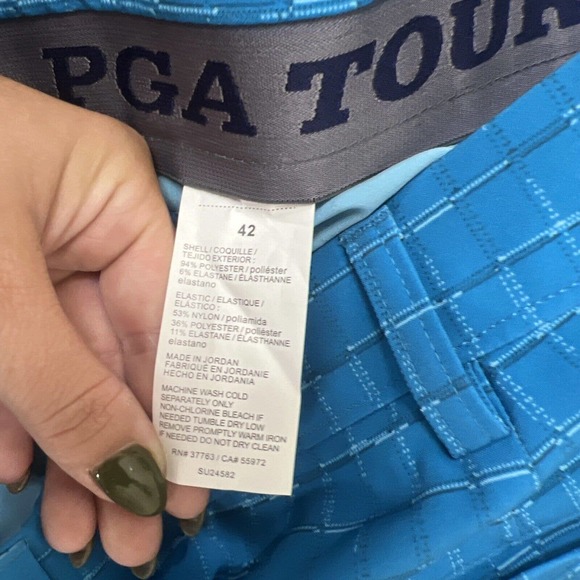 PGA TOUR
42
SHELL / COQUILLE /
TEJIDO EXTERIOR :
94% POLYESTER / poliéster
6% ELASTANE / ÉLASTHANNE
elastano
ELASTIC / ELASTIQUE /
ELÁSTICO :
53% NYLON / poliamida
36% POLYESTER / poliéster
11% ELASTANE / ÉLASTHANNE
elastano
MADE IN JORDAN
FABRIQUÉ EN JORDANIE
HECHO EN JORDANIA
MACHINE WASH COLD
SEPARATELY ONLY
NON-CHLORINE BLEACH IF
NEEDED TUMBLE DRY LOW
REMOVE PROMPTLY WARM IRON
IF NEEDED DO NOT DRY CLEAN
RN# 37763 / CA# 55972
SU24582